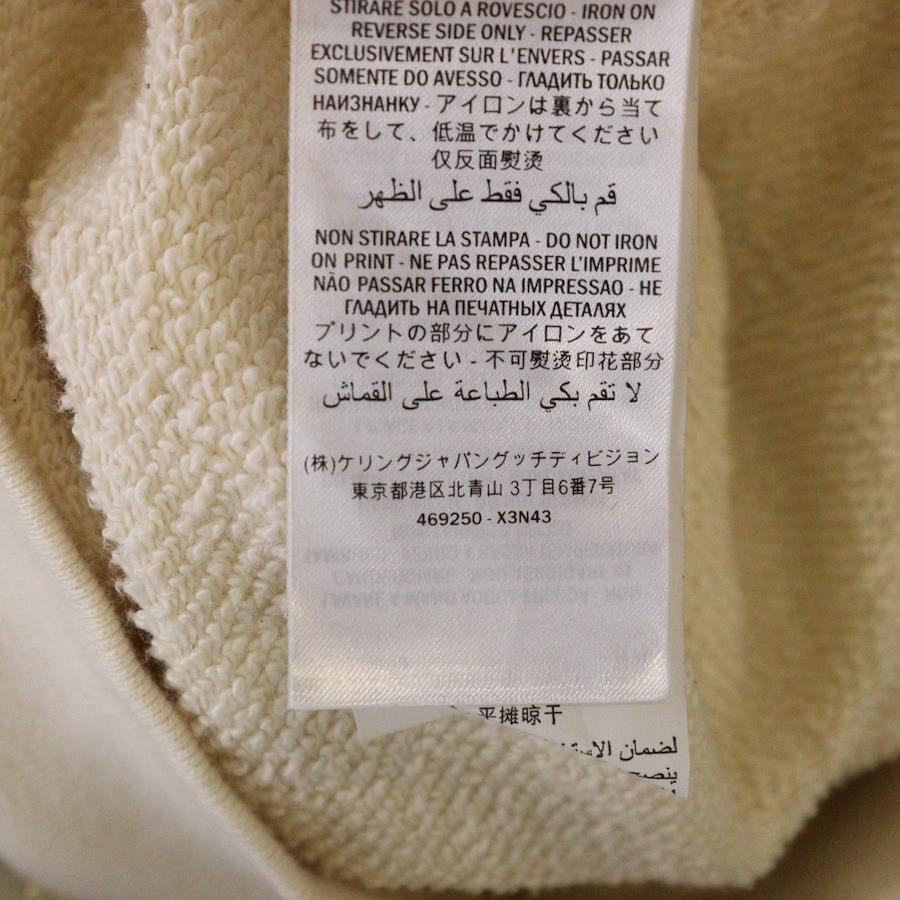 STIRARE SOLO A ROVESCIO - IRON ON
REVERSE SIDE ONLY - REPASSER
EXCLUSIVEMENT SUR L'ENVERS - PASSAR
SOMENTE DO AVESSO - ГЛАДИТЬ ТОЛЬКО
НАИЗНАНКУ - アイロンは裏から当て
布をして、低温でかけてください
仅反面熨烫
قم بالكي فقط على الظهر
NON STIRARE LA STAMPA - DO NOT IRON
ON PRINT - NE PAS REPASSER L'IMPRIME
NÃO PASSAR FERRO NA IMPRESSAO - НЕ
ГЛАДИТЬ НА ПЕЧАТНЫХ ДЕТАЛЯХ
プリントの部分にアイロンをあて
ないでください - 不可熨烫印花部分
لا تقم بكي الطباعة على القماش
(株)ケリングジャパングッチディビジョン
東京都港区北青山 3丁目6番7号
469250 - X3N43
平摊晾干
لضمان